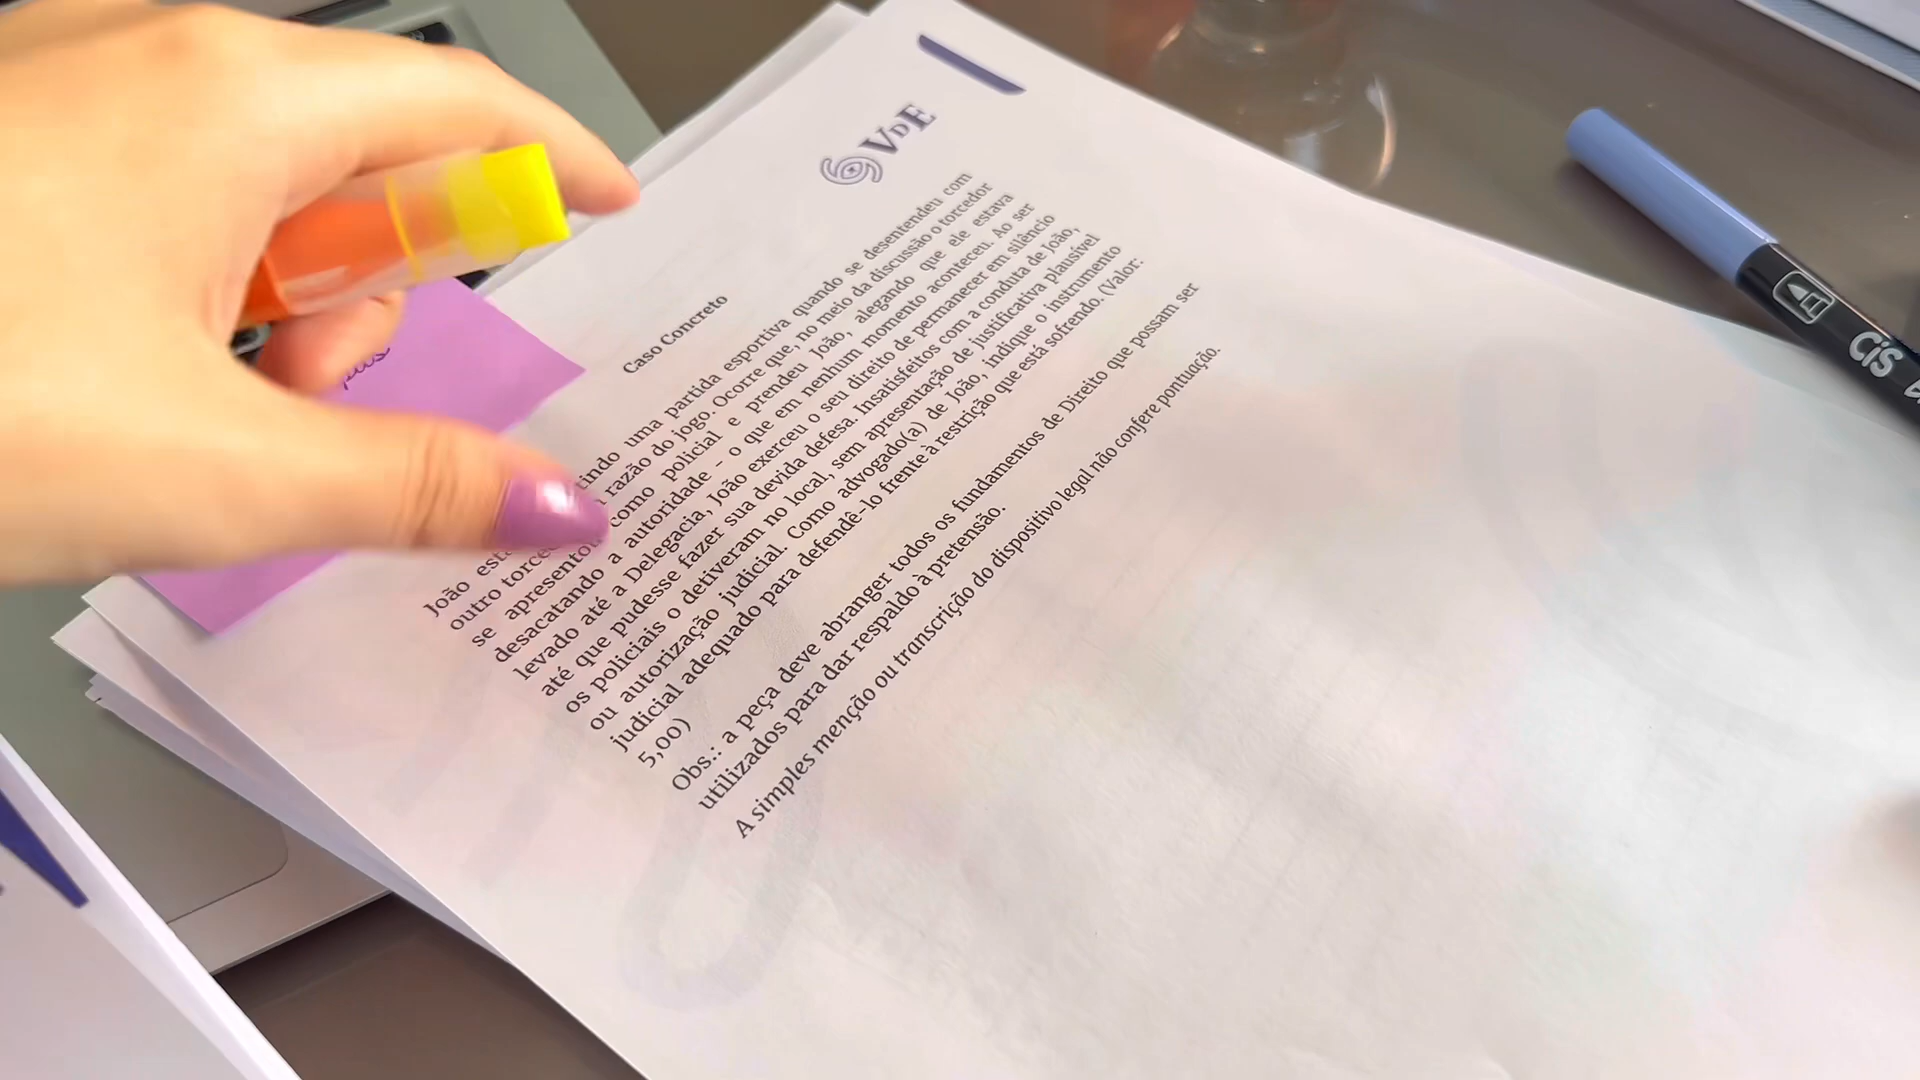 VDE
Caso Concreto
João tindo uma partida esportiva quando se desentendeu com
outro razão do jogo. Ocorre que, no meio da discussão o torcedor
se como policial e prendeu João, alegando que ele estava
desacatando a autoridade - o que em nenhum momento aconteceu. Ao ser
levado até a Delegacia, João exerceu o seu direito de permanecer em silêncio
até que pudesse fazer sua devida defesa. Insatisfeitos com a conduta de João,
os policiais o detiveram no local, sem apresentação de justificativa plausível
ou autorização judicial. Como advogado(a) de João, indique o instrumento
judicial adequado para defendê-lo frente à restrição que está sofrendo. (Valor:
5,00)
Obs.: a peça deve abranger todos os fundamentos de Direito que possam ser
utilizados para dar respaldo à pretensão.
A simples menção ou transcrição do dispositivo legal não confere pontuação.
Cis